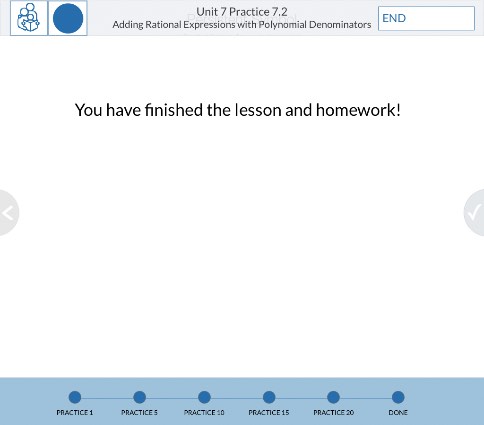 Unit 7 Practice 7.2
Adding Rational Expressions with Polynomial Denominators
END
You have finished the lesson and homework!
PRACTICE 1
PRACTICE 5
PRACTICE 10
PRACTICE 15
PRACTICE 20
DONE